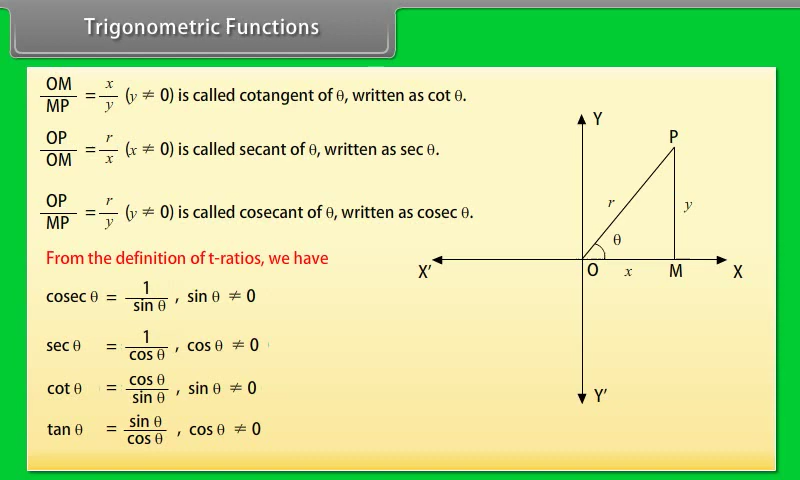 Trigonometric Functions
OM/MP = x/y (y ≠ 0) is called cotangent of θ, written as cot θ.
OP/OM = r/x (x ≠ 0) is called secant of θ, written as sec θ.
OP/MP = r/y (y ≠ 0) is called cosecant of θ, written as cosec θ.
From the definition of t-ratios, we have
cosec θ = 1/sin θ , sin θ ≠ 0
sec θ = 1/cos θ , cos θ ≠ 0
cot θ = cos θ/sin θ , sin θ ≠ 0
tan θ = sin θ/cos θ , cos θ ≠ 0
Y
P
r
y
θ
X′
O
x
M
X
Y′